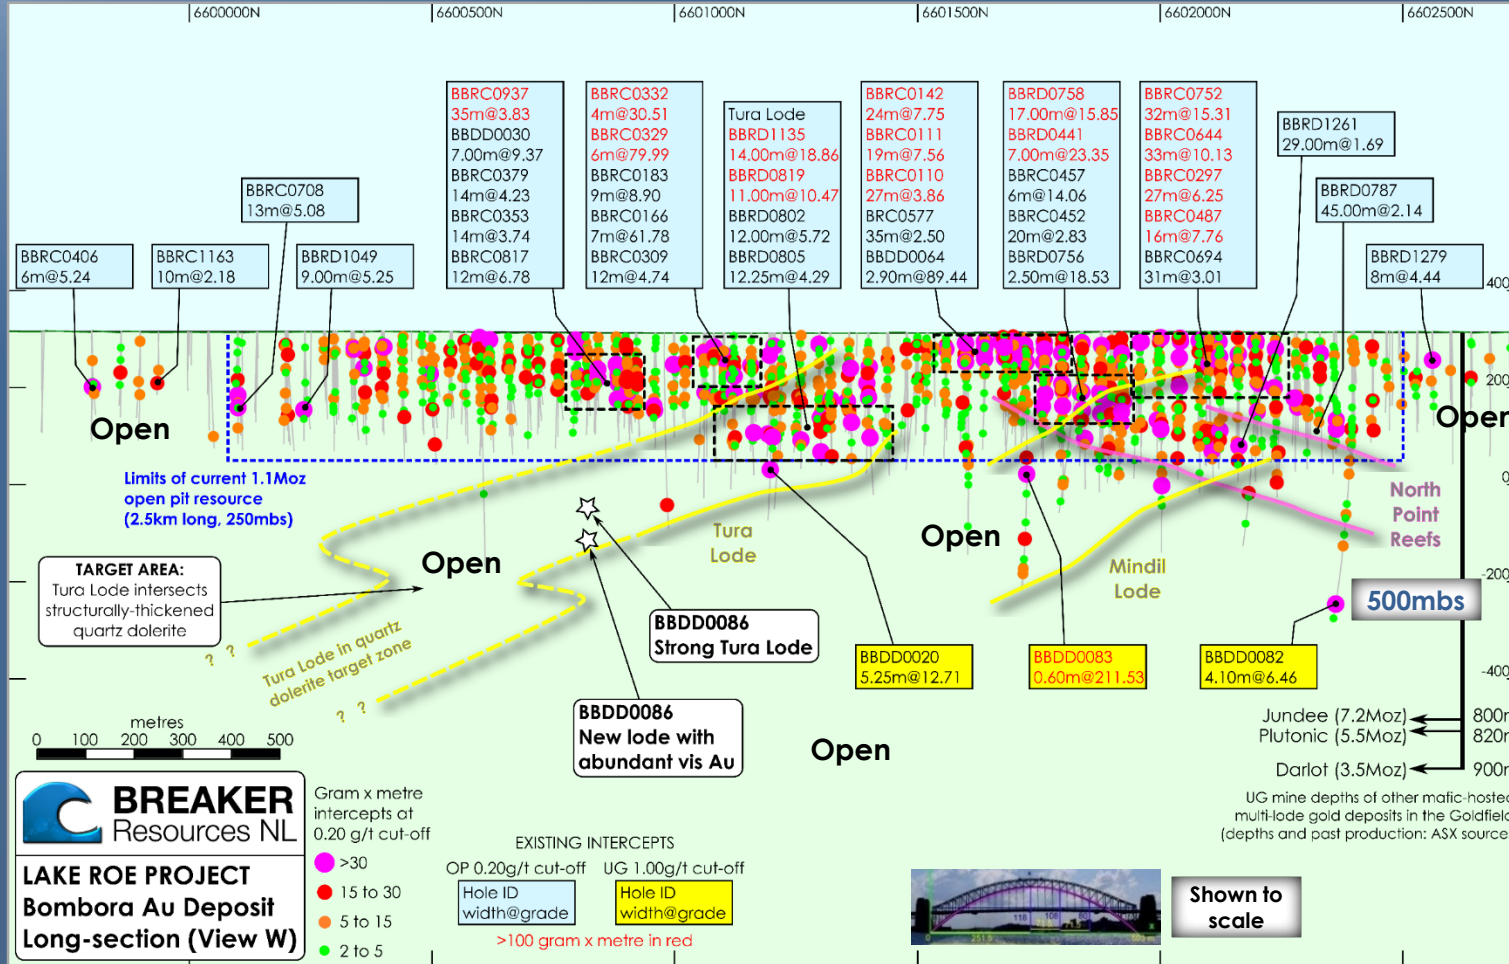 6600000N
6600500N
6601000N
6601500N
6602000N
6602500N
BBRC0937
35m@3.83
BBDD0030
7.00m@9.37
BBRC0379
14m@4.23
BBRC0353
14m@3.74
BBRC0817
12m@6.78
BBRC0332
4m@30.51
BBRC0329
6m@79.99
BBRC0183
9m@8.90
BBRC0166
7m@61.78
BBRC0309
12m@4.74
Tura Lode
BBRD1135
14.00m@18.86
BBRD0819
11.00m@10.47
BBRD0802
12.00m@5.72
BBRD0805
12.25m@4.29
BBRC0142
24m@7.75
BBRC0111
19m@7.56
BBRC0110
27m@3.86
BRC0577
35m@2.50
BBDD0064
2.90m@89.44
BBRD0758
17.00m@15.85
BBRD0441
7.00m@23.35
BBRC0457
6m@14.06
BBRC0452
20m@2.83
BBRD0756
2.50m@18.53
BBRC0752
32m@15.31
BBRC0644
33m@10.13
BBRC0297
27m@6.25
BBRC0487
16m@7.76
BBRC0694
31m@3.01
BBRD1261
29.00m@1.69
BBRD0787
45.00m@2.14
BBRC0708
13m@5.08
BBRC0406
6m@5.24
BBRC1163
10m@2.18
BBRD1049
9.00m@5.25
BBRD1279
8m@4.44
400
200
0
-200
-400
Open
Open
Limits of current 1.1Moz
open pit resource
(2.5km long, 250mbs)
Tura
Lode
Open
North
Point
Reefs
Mindil
Lode
Open
TARGET AREA:
Tura Lode intersects
structurally-thickened
quartz dolerite
500mbs
BBDD0086
Strong Tura Lode
Tura Lode in quartz
dolerite target zone
? ?
? ?
BBDD0020
5.25m@12.71
BBDD0083
0.60m@211.53
BBDD0082
4.10m@6.46
BBDD0086
New lode with
abundant vis Au
Open
Jundee (7.2Moz)
800m
Plutonic (5.5Moz)
820m
Darlot (3.5Moz)
900m
UG mine depths of other mafic-hosted
multi-lode gold deposits in the Goldfield
(depths and past production: ASX source
metres
0 100 200 300 400 500
BREAKER
Resources NL
LAKE ROE PROJECT
Bombora Au Deposit
Long-section (View W)
Gram x metre
intercepts at
0.20 g/t cut-off
>30
15 to 30
5 to 15
2 to 5
EXISTING INTERCEPTS
OP 0.20g/t cut-off UG 1.00g/t cut-off
Hole ID
width@grade
Hole ID
width@grade
>100 gram x metre in red
Shown to
scale